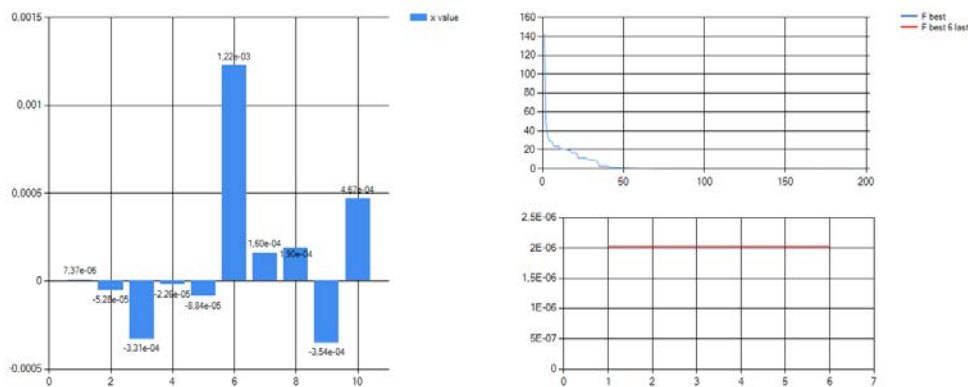 0.0015
x value
1,22e-03
0.001
0.0005
4,67e-04
1,60e-04
1,90e-04
7,37e-06
0
-5,28e-05
-2,26e-05
-8,84e-05
-3,31e-04
-3,54e-04
-0.0005
0 2 4 6 8 10
160
140
120
100
80
60
40
20
0
0 50 100 150 200
F best
F best 6 last
2.5E-06
2E-06
1.5E-06
1E-06
5E-07
0
0 1 2 3 4 5 6 7